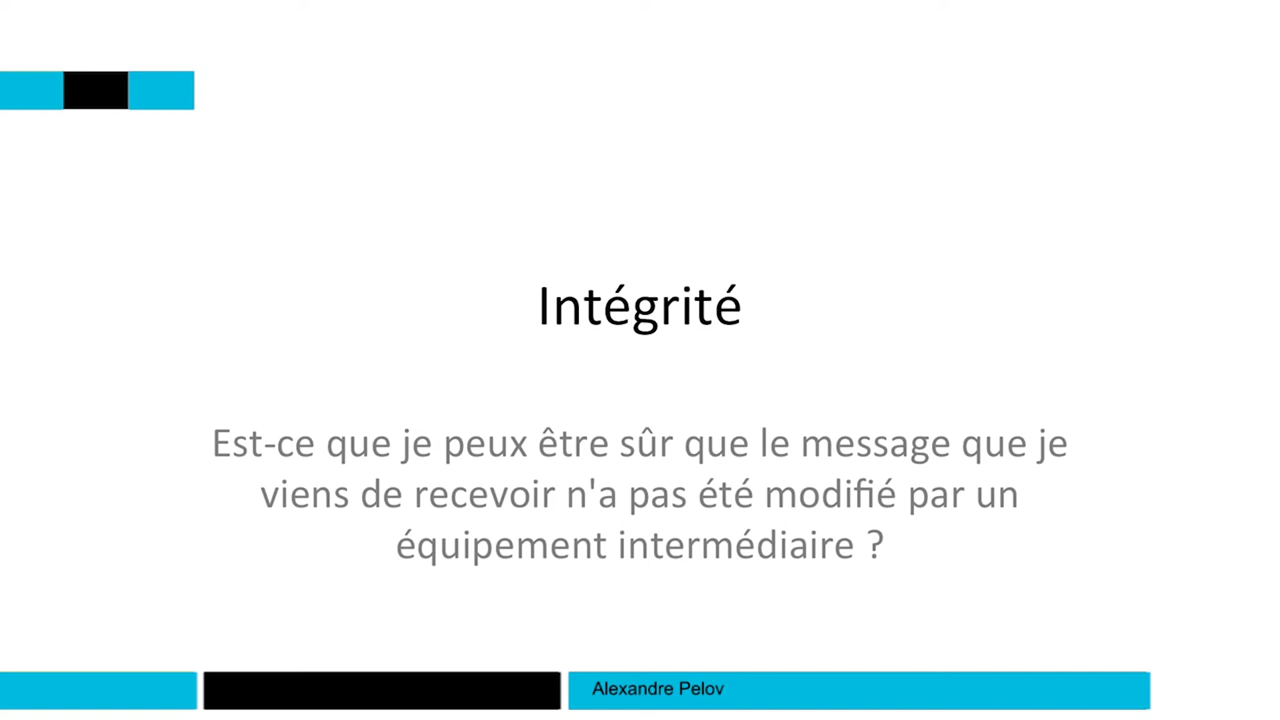 Intégrité
Est-ce que je peux être sûr que le message que je
viens de recevoir n'a pas été modifié par un
équipement intermédiaire ?
Alexandre Pelov